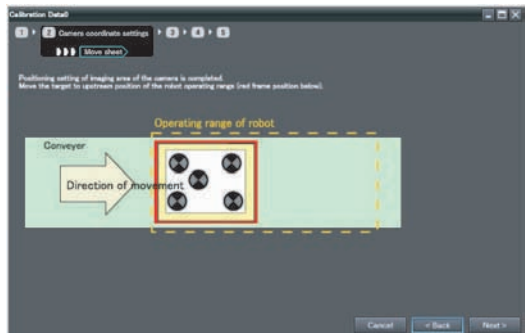 Calibration Data0
1 2 Camera coordinate settings 3 4 5
Move sheet
Positioning setting of imaging area of the camera is completed.
Move the target to upstream position of the robot operating range (red frame position below).
Operating range of robot
Conveyer
Direction of movement
Cancel < Back Next >